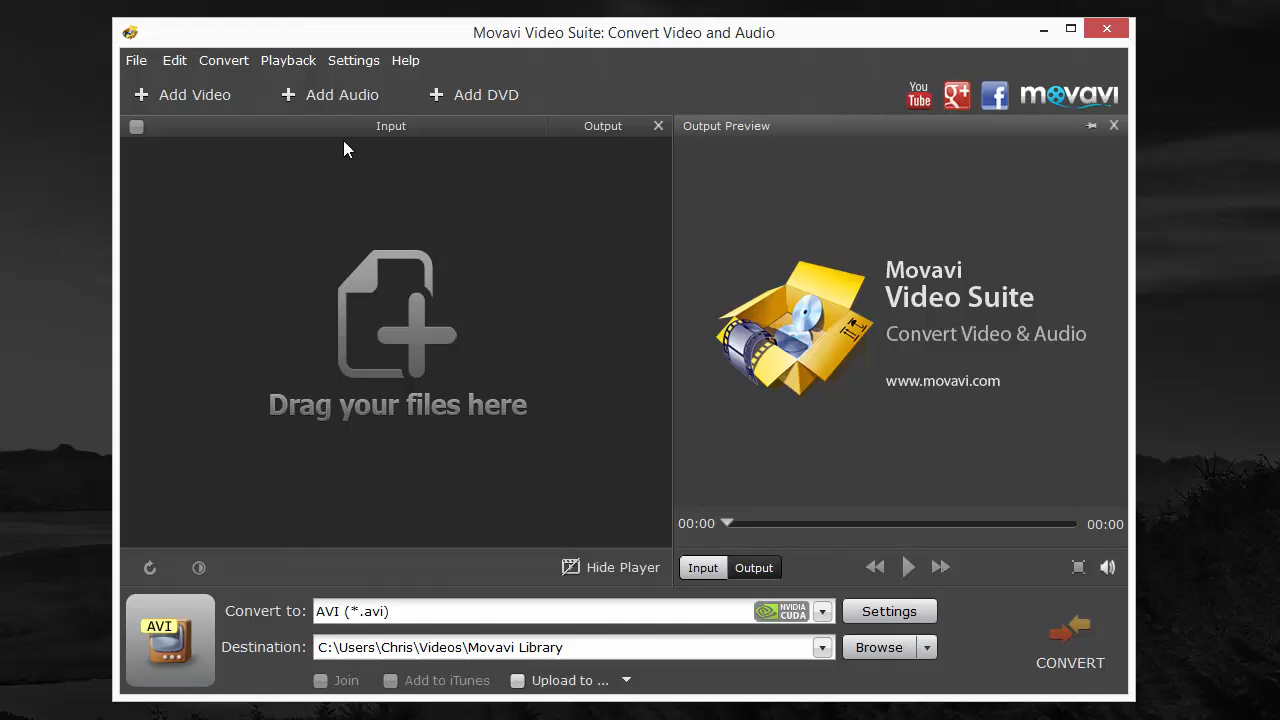 Movavi Video Suite: Convert Video and Audio
File Edit Convert Playback Settings Help
+ Add Video + Add Audio + Add DVD
You Tube g+ f movavi
Input Output Output Preview
Movavi
Video Suite
Convert Video & Audio
www.movavi.com
Drag your files here
00:00 00:00
Hide Player Input Output
AVI
Convert to: AVI (*.avi) NVIDIA CUDA Settings
Destination: C:\Users\Chris\Videos\Movavi Library Browse
CONVERT
Join Add to iTunes Upload to ...